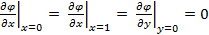 ∂φ/∂x|x=0 = ∂φ/∂x|x=1 = ∂φ/∂y|y=0 = 0